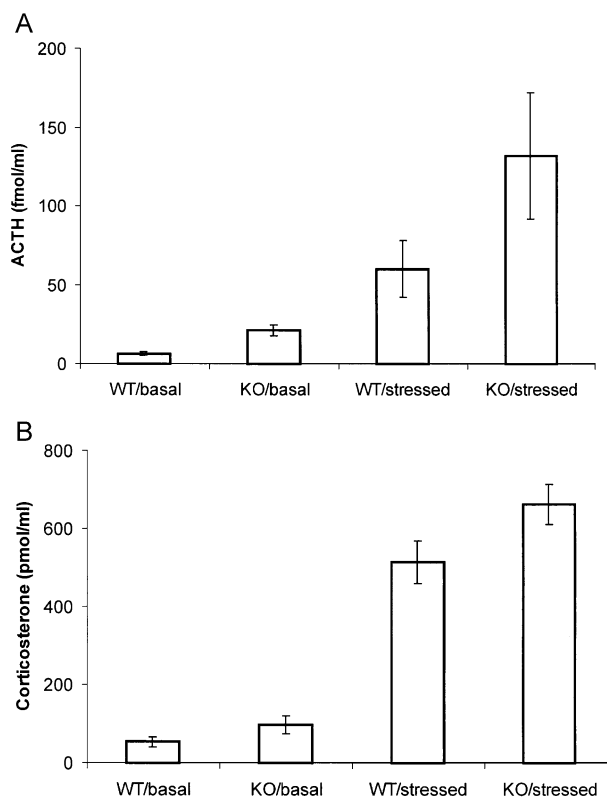 A
200
150
100
50
0
ACTH (fmol/ml)
WT/basal KO/basal WT/stressed KO/stressed
B
800
600
400
200
0
Corticosterone (pmol/ml)
WT/basal KO/basal WT/stressed KO/stressed